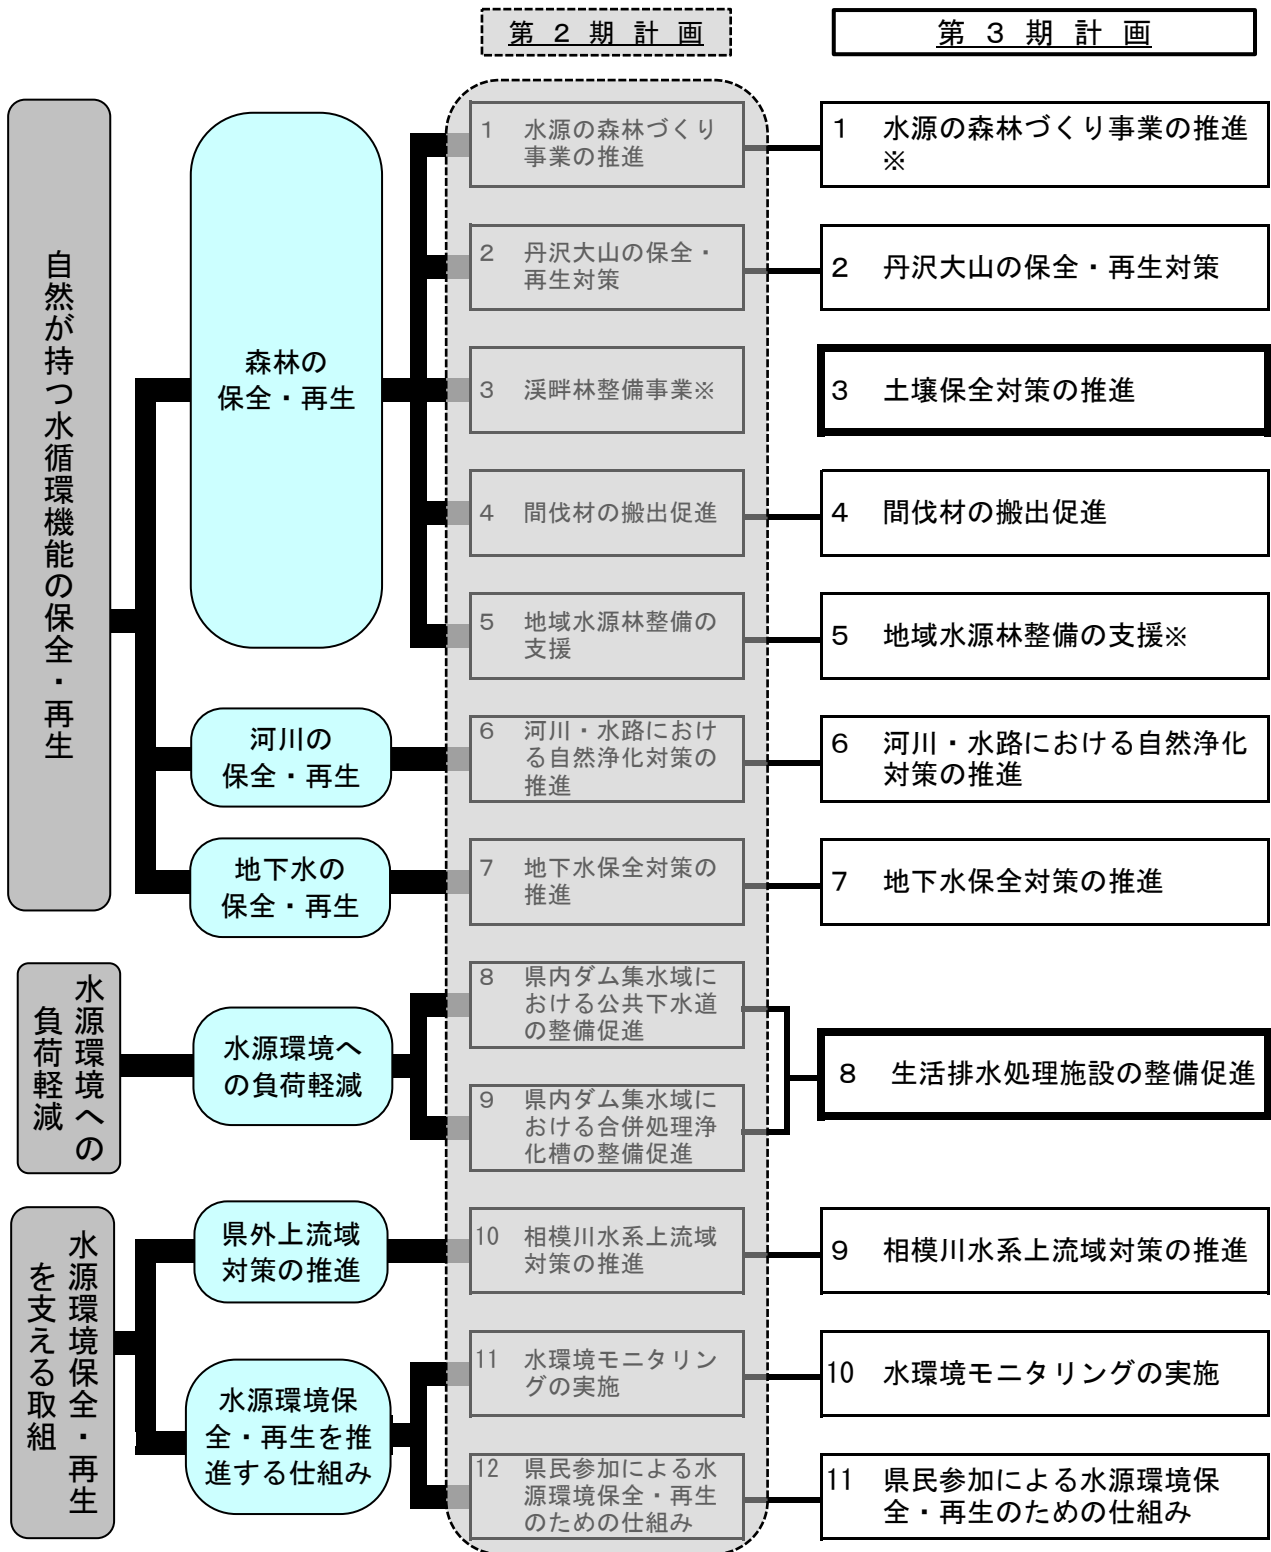 第２期計画
第３期計画
自然が持つ水循環機能の保全・再生
森林の
保全・再生
１ 水源の森林づくり
事業の推進
１ 水源の森林づくり事業の推進
※
２ 丹沢大山の保全・
再生対策
２ 丹沢大山の保全・再生対策
３ 渓畔林整備事業※
３ 土壌保全対策の推進
４ 間伐材の搬出促進
４ 間伐材の搬出促進
５ 地域水源林整備の
支援
５ 地域水源林整備の支援※
河川の
保全・再生
６ 河川・水路におけ
る自然浄化対策の
推進
６ 河川・水路における自然浄化
対策の推進
地下水の
保全・再生
７ 地下水保全対策の
推進
７ 地下水保全対策の推進
水源環境への
負荷軽減
水源環境へ
の負荷軽減
８ 県内ダム集水域に
おける公共下水道
の整備促進
９ 県内ダム集水域に
おける合併処理浄
化槽の整備促進
８ 生活排水処理施設の整備促進
水源環境保全・再生
を支える取組
県外上流域
対策の推進
10 相模川水系上流域
対策の推進
９ 相模川水系上流域対策の推進
水源環境保
全・再生を推
進する仕組み
11 水環境モニタリン
グの実施
10 水環境モニタリングの実施
12 県民参加による水
源環境保全・再生
のための仕組み
11 県民参加による水源環境保
全・再生のための仕組み